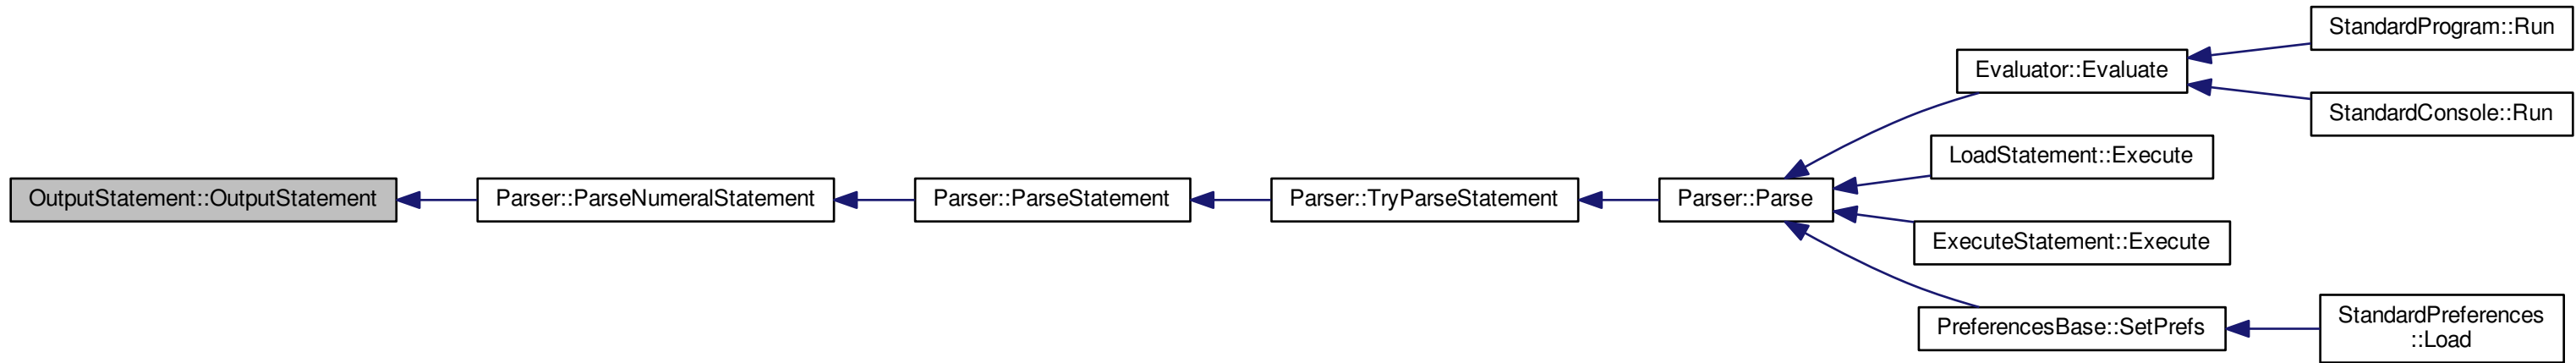 StandardProgram::Run
Evaluator::Evaluate
StandardConsole::Run
LoadStatement::Execute
OutputStatement::OutputStatement
Parser::ParseNumeralStatement
Parser::ParseStatement
Parser::TryParseStatement
Parser::Parse
ExecuteStatement::Execute
PreferencesBase::SetPrefs
StandardPreferences
::Load